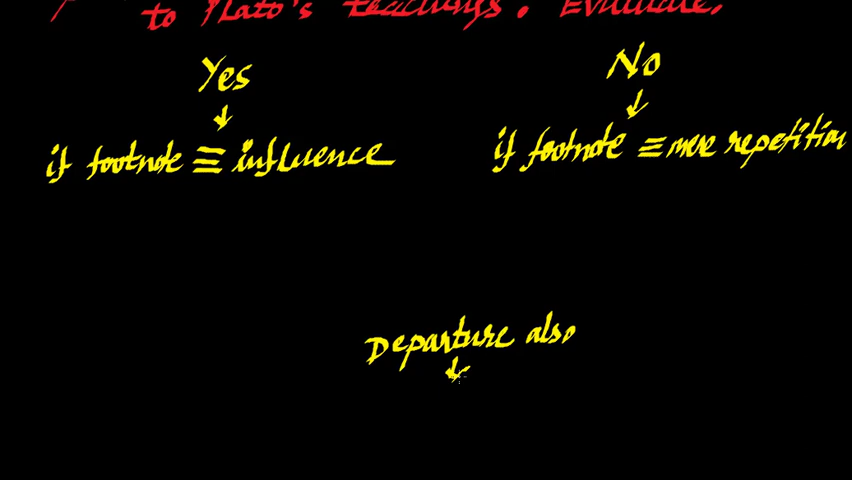 to Plato's teachings. Evaluate.
Yes
No
if footnote ≡ influence
if footnote ≡ mere repetition
Departure also